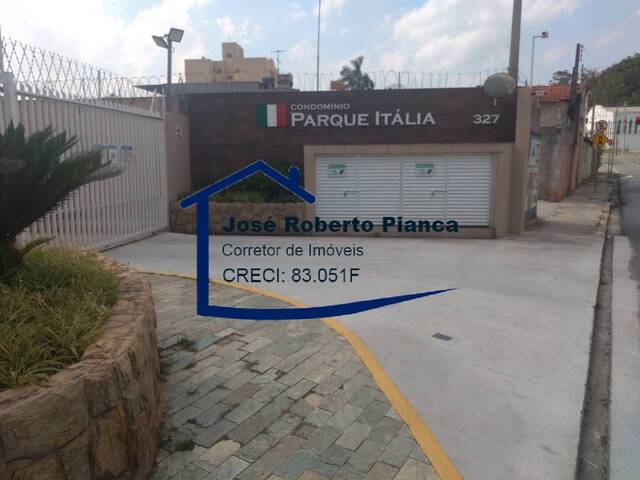 CONDOMÍNIO
PARQUE ITÁLIA
327
José Roberto Pianca
Corretor de Imóveis
CRECI: 83.051F